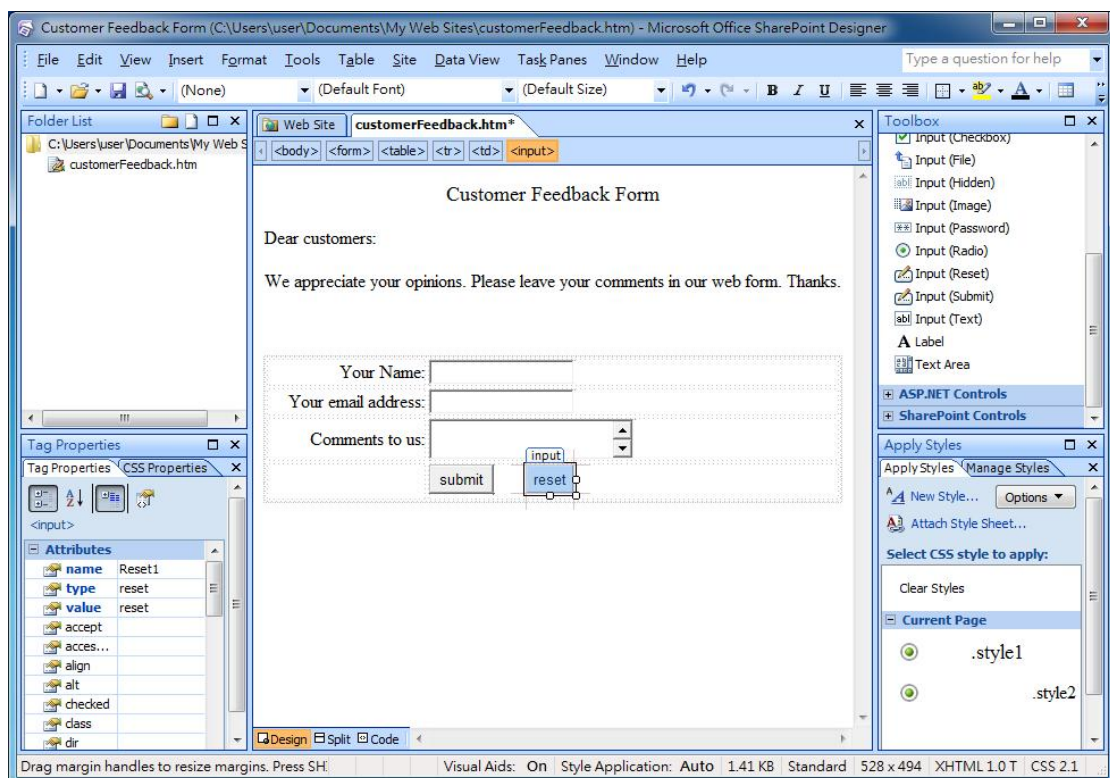 Customer Feedback Form (C:\Users\user\Documents\My Web Sites\customerFeedback.htm) - Microsoft Office SharePoint Designer
File Edit View Insert Format Tools Table Site Data View Task Panes Window Help
Type a question for help
(None) (Default Font) (Default Size) B I U A
Folder List
C:\Users\user\Documents\My Web S
customerFeedback.htm
Web Site customerFeedback.htm*
<body> <form> <table> <tr> <td> <input>
Customer Feedback Form
Dear customers:
We appreciate your opinions. Please leave your comments in our web form. Thanks.
Your Name:
Your email address:
Comments to us:
input
submit reset
Design Split Code
Toolbox
Input (Checkbox)
Input (File)
Input (Hidden)
Input (Image)
Input (Password)
Input (Radio)
Input (Reset)
Input (Submit)
Input (Text)
Label
Text Area
ASP.NET Controls
SharePoint Controls
Tag Properties
Tag Properties CSS Properties
<input>
Attributes
name Reset1
type reset
value reset
accept
acces...
align
alt
checked
class
dir
Apply Styles
Apply Styles Manage Styles
New Style... Options
Attach Style Sheet...
Select CSS style to apply:
Clear Styles
Current Page
.style1
.style2
Drag margin handles to resize margins. Press SH Visual Aids: On Style Application: Auto 1.41 KB Standard 528 x 494 XHTML 1.0 T CSS 2.1